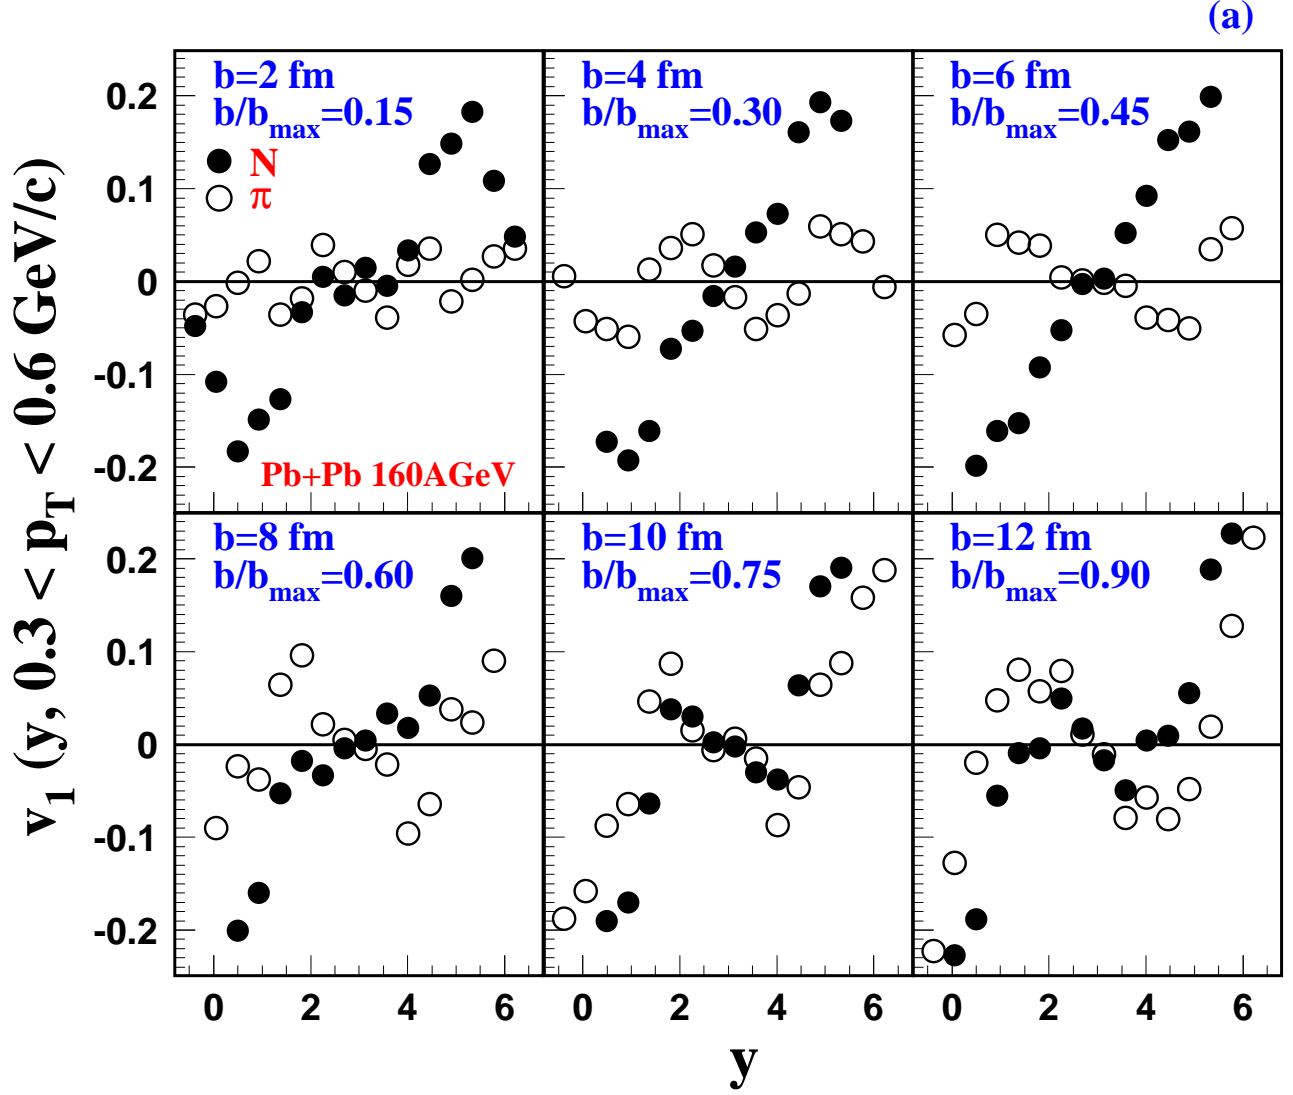 (a)
b=2 fm
b/bmax=0.15
N
π
Pb+Pb 160AGeV
b=4 fm
b/bmax=0.30
b=6 fm
b/bmax=0.45
0.2
0.1
0
-0.1
-0.2
b=8 fm
b/bmax=0.60
b=10 fm
b/bmax=0.75
b=12 fm
b/bmax=0.90
0.2
0.1
0
-0.1
-0.2
0 2 4 6
0 2 4 6
0 2 4 6
y
v1 (y, 0.3 < pT < 0.6 GeV/c)